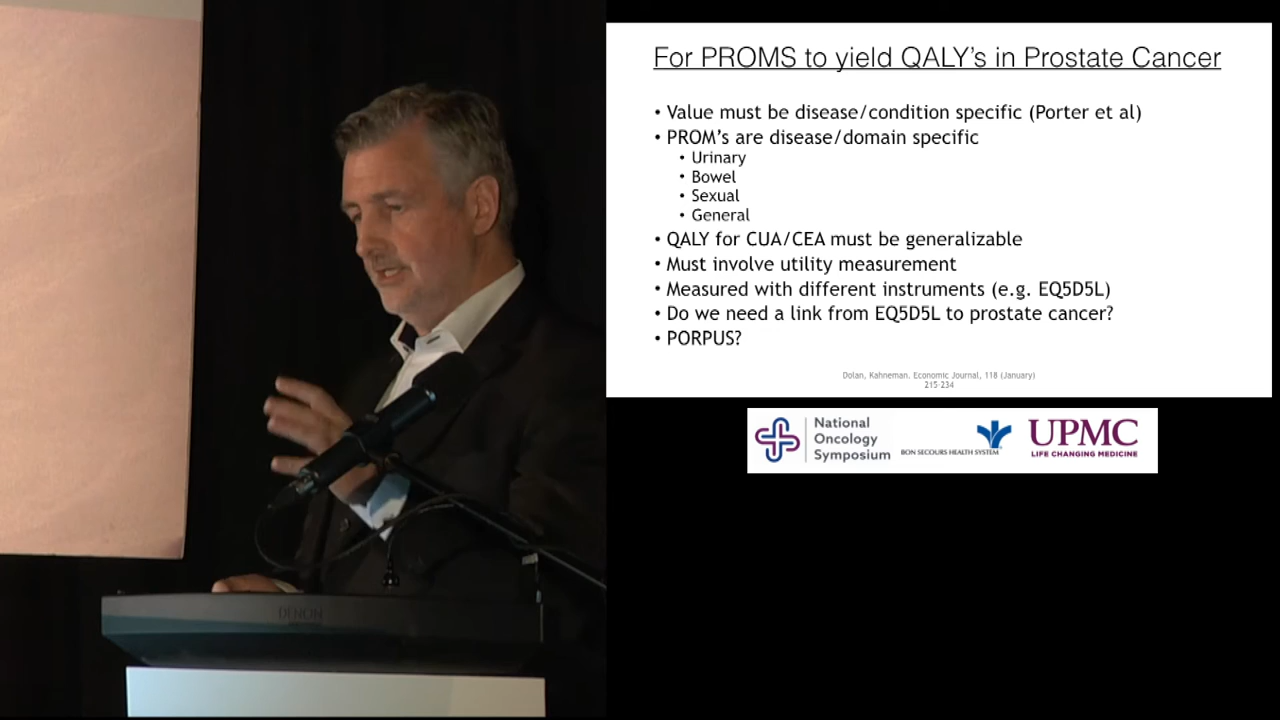 For PROMS to yield QALY's in Prostate Cancer
• Value must be disease/condition specific (Porter et al)
• PROM's are disease/domain specific
• Urinary
• Bowel
• Sexual
• General
• QALY for CUA/CEA must be generalizable
• Must involve utility measurement
• Measured with different instruments (e.g. EQ5D5L)
• Do we need a link from EQ5D5L to prostate cancer?
• PORPUS?
Dolan, Kahneman. Economic Journal, 118 (January)
215-234
National
Oncology
Symposium
BON SECOURS HEALTH SYSTEM
UPMC
LIFE CHANGING MEDICINE
DENON